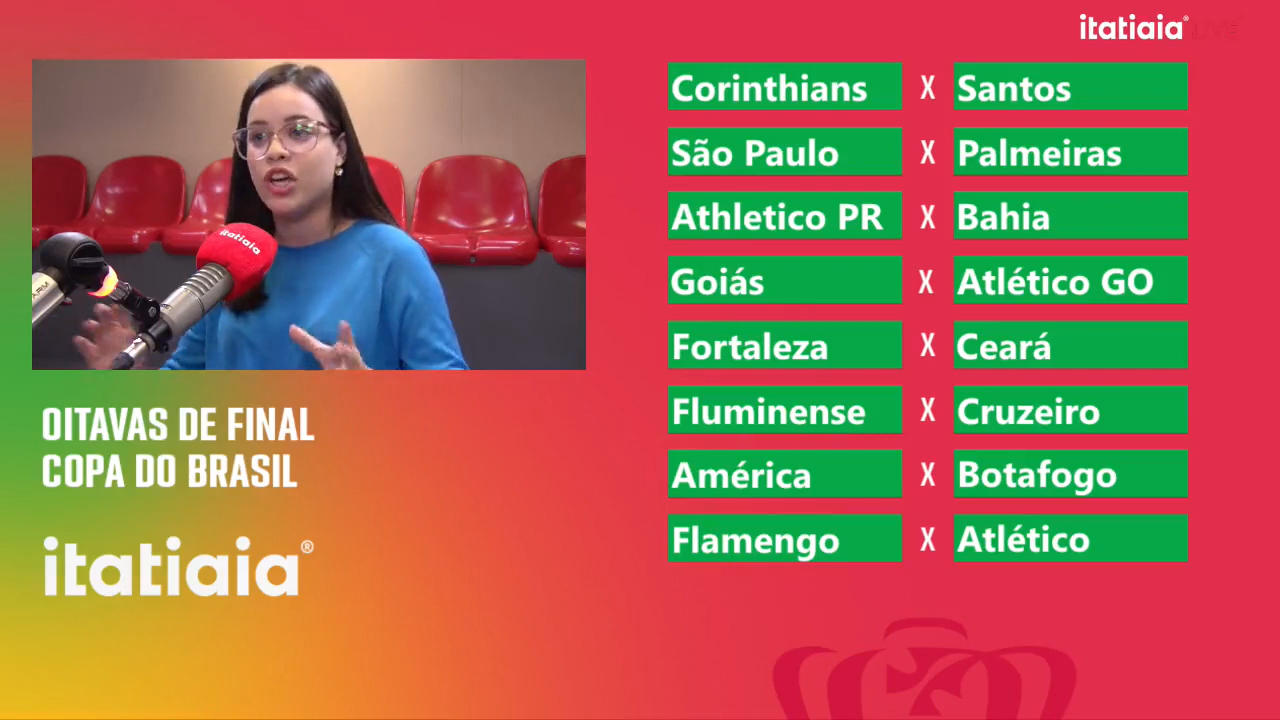 itatiaia® LIVE
itatiaia
OITAVAS DE FINAL
COPA DO BRASIL
itatiaia®
Corinthians X Santos
São Paulo X Palmeiras
Athletico PR X Bahia
Goiás X Atlético GO
Fortaleza X Ceará
Fluminense X Cruzeiro
América X Botafogo
Flamengo X Atlético